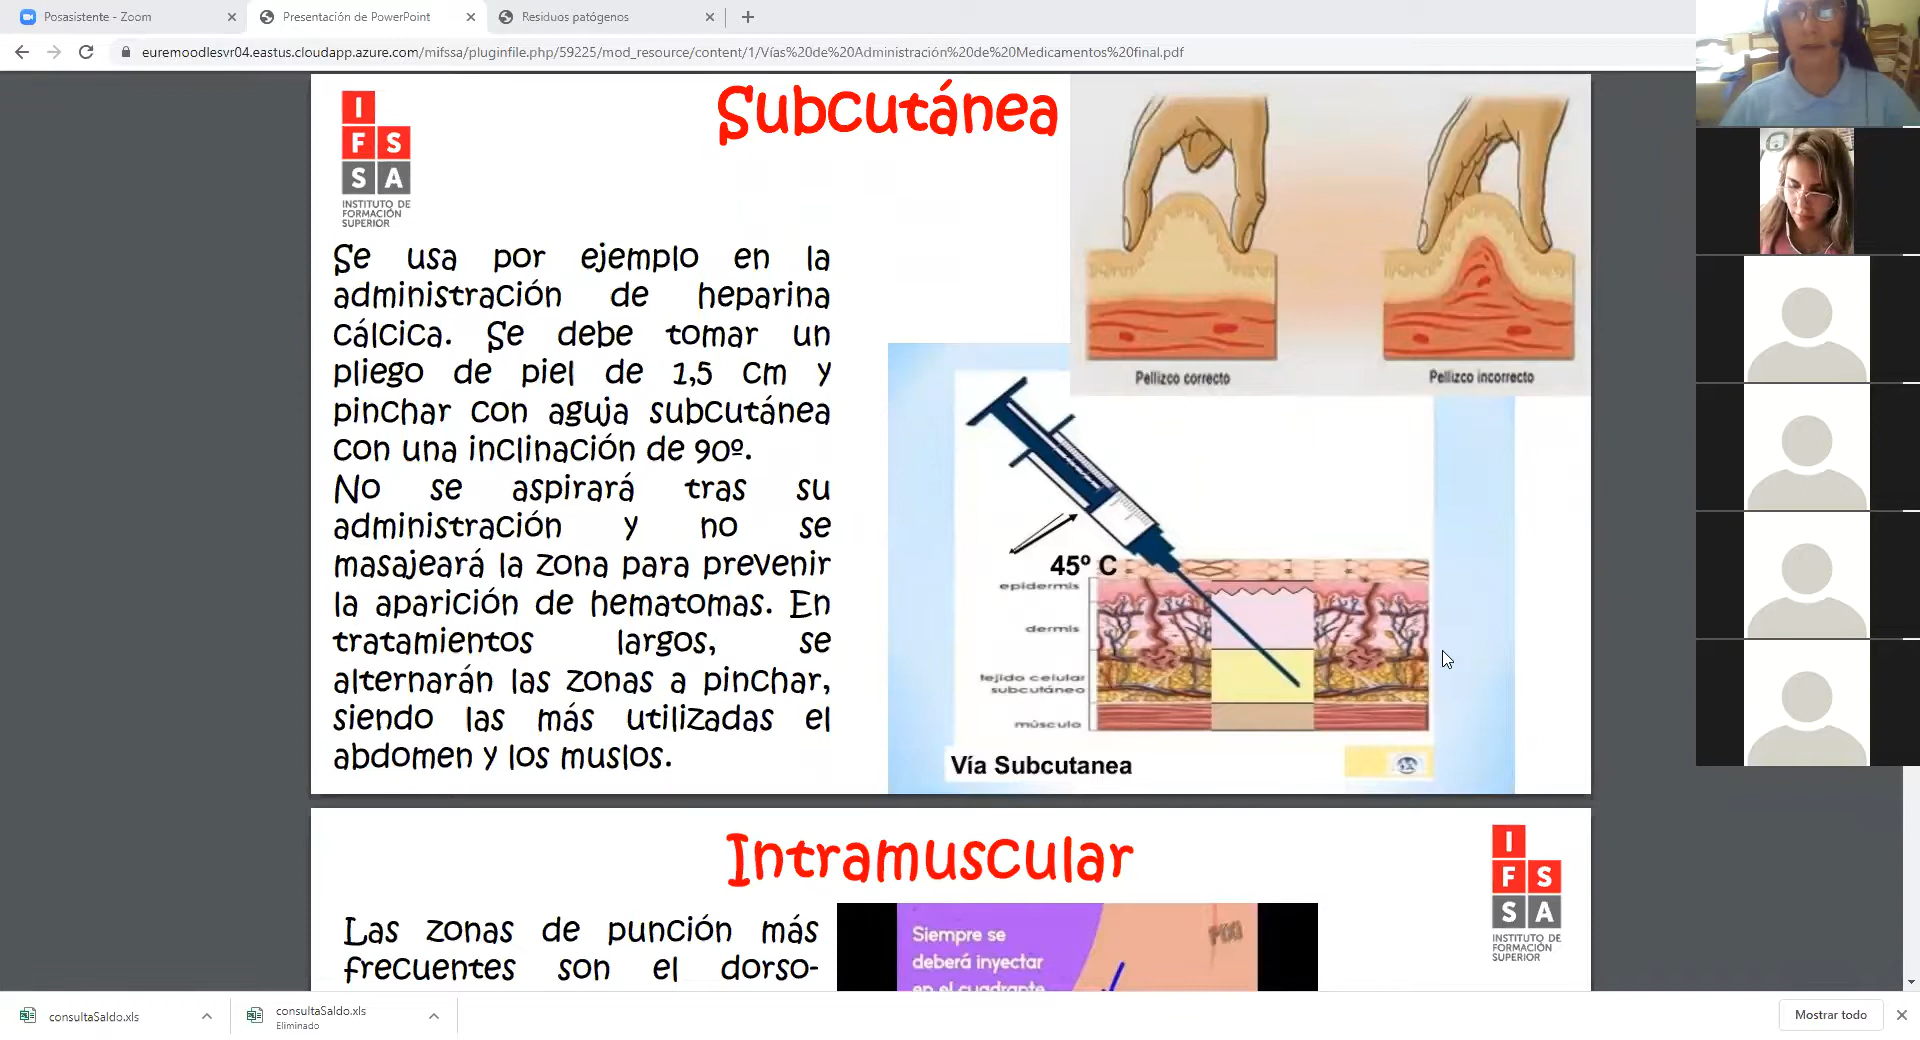 Posasistente - Zoom
Presentación de PowerPoint
Residuos patógenos
euremoodlesvr04.eastus.cloudapp.azure.com/mifssa/pluginfile.php/59225/mod_resource/content/1/Vías%20de%20Administración%20de%20Medicamentos%20final.pdf
I
F S
S A
INSTITUTO DE
FORMACIÓN
SUPERIOR
Subcutánea
Se usa por ejemplo en la
administración de heparina
cálcica. Se debe tomar un
pliego de piel de 1,5 cm y
pinchar con aguja subcutánea
con una inclinación de 90º.
No se aspirará tras su
administración y no se
masajeará la zona para prevenir
la aparición de hematomas. En
tratamientos largos, se
alternarán las zonas a pinchar,
siendo las más utilizadas el
abdomen y los muslos.
Pellizco correcto
Pellizco incorrecto
45º C
epidermis
dermis
tejido celular
subcutáneo
músculo
Vía Subcutanea
Intramuscular
I
F S
S A
INSTITUTO DE
FORMACIÓN
SUPERIOR
Las zonas de punción más
frecuentes son el dorso-
Siempre se
deberá inyectar
en el cuadrante
consultaSaldo.xls
consultaSaldo.xls
Eliminado
Mostrar todo